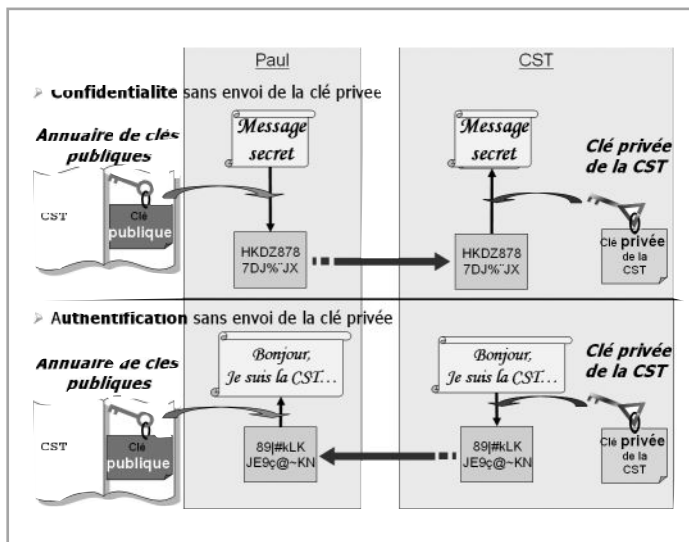 Paul
CST
➢ Confidentialité sans envoi de la clé privée
Annuaire de clés
publiques
CST
Clé
publique
Message
secret
HKDZ878
7DJ%¨JX
Message
secret
HKDZ878
7DJ%¨JX
Clé privée
de la CST
Clé privée
de la
CST
➢ Authentification sans envoi de la clé privée
Annuaire de clés
publiques
CST
Clé
publique
Bonjour,
Je suis la CST…
89|#kLK
JE9ç@~KN
Bonjour,
Je suis la CST…
89|#kLK
JE9ç@~KN
Clé privée
de la CST
Clé privée
de la
CST